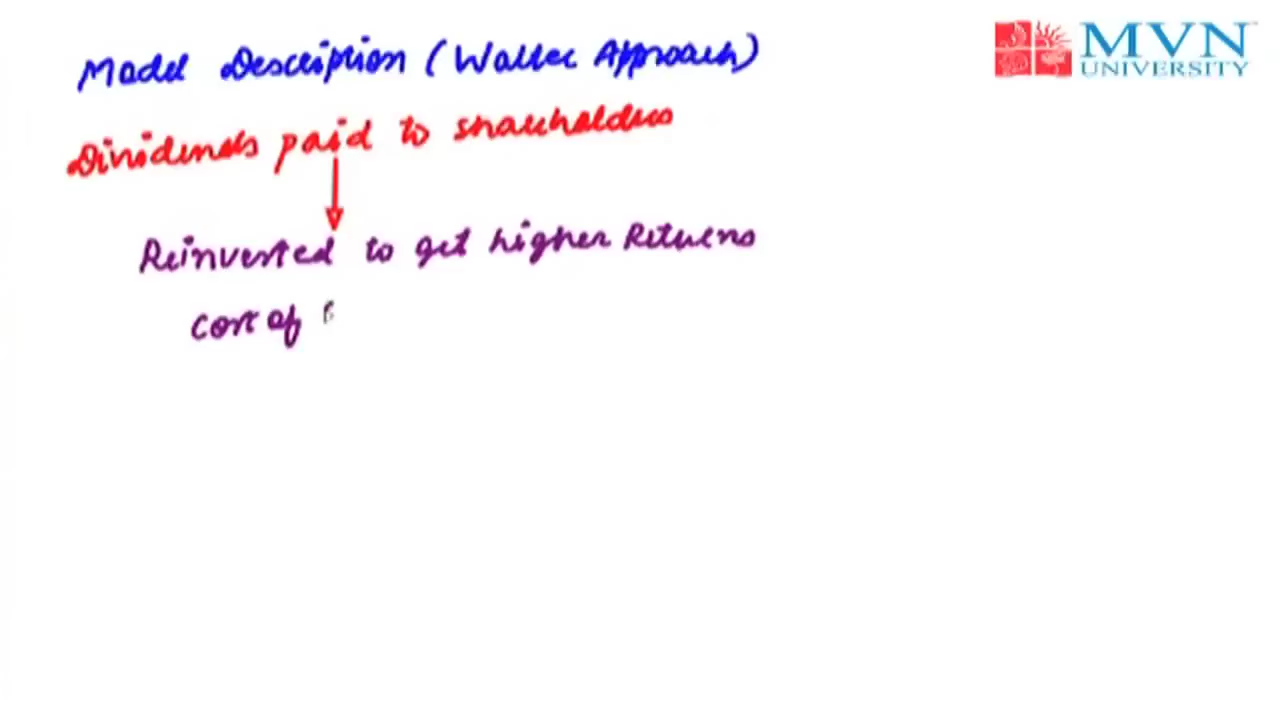 Model Description (Walter Approach)
MVN
UNIVERSITY
Dividends paid to shareholders
Reinvested to get higher Returns
cost of